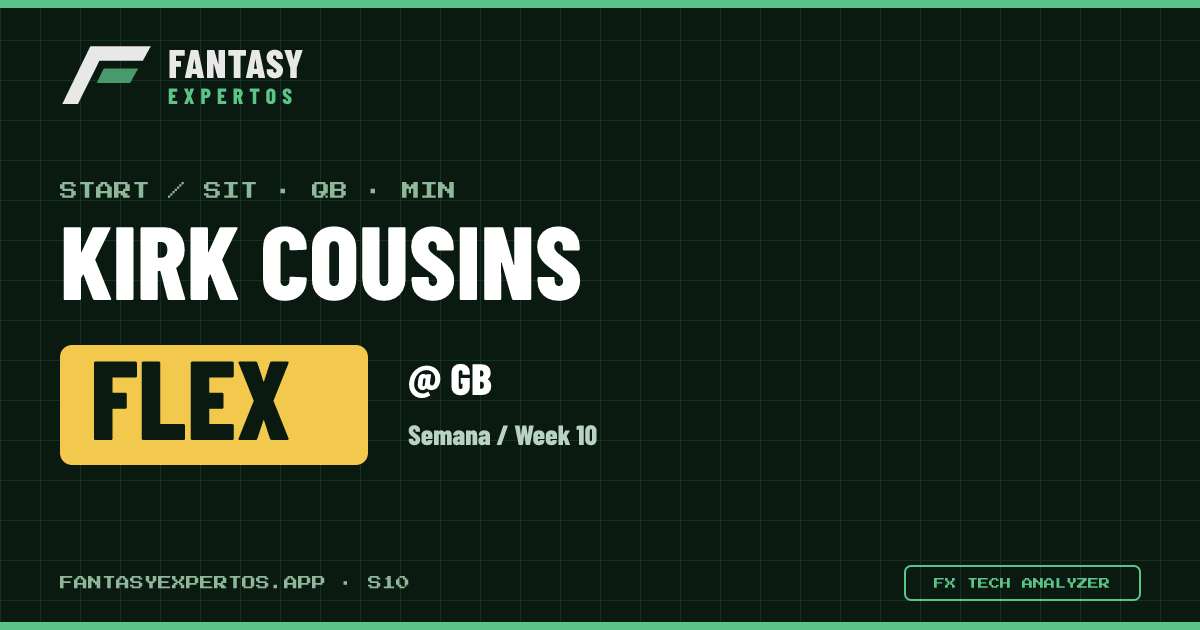 FANTASY
EXPERTOS
START / SIT · QB · MIN
KIRK COUSINS
FLEX
@ GB
Semana / Week 10
FANTASYEXPERTOS.APP · S10
FX TECH ANALYZER